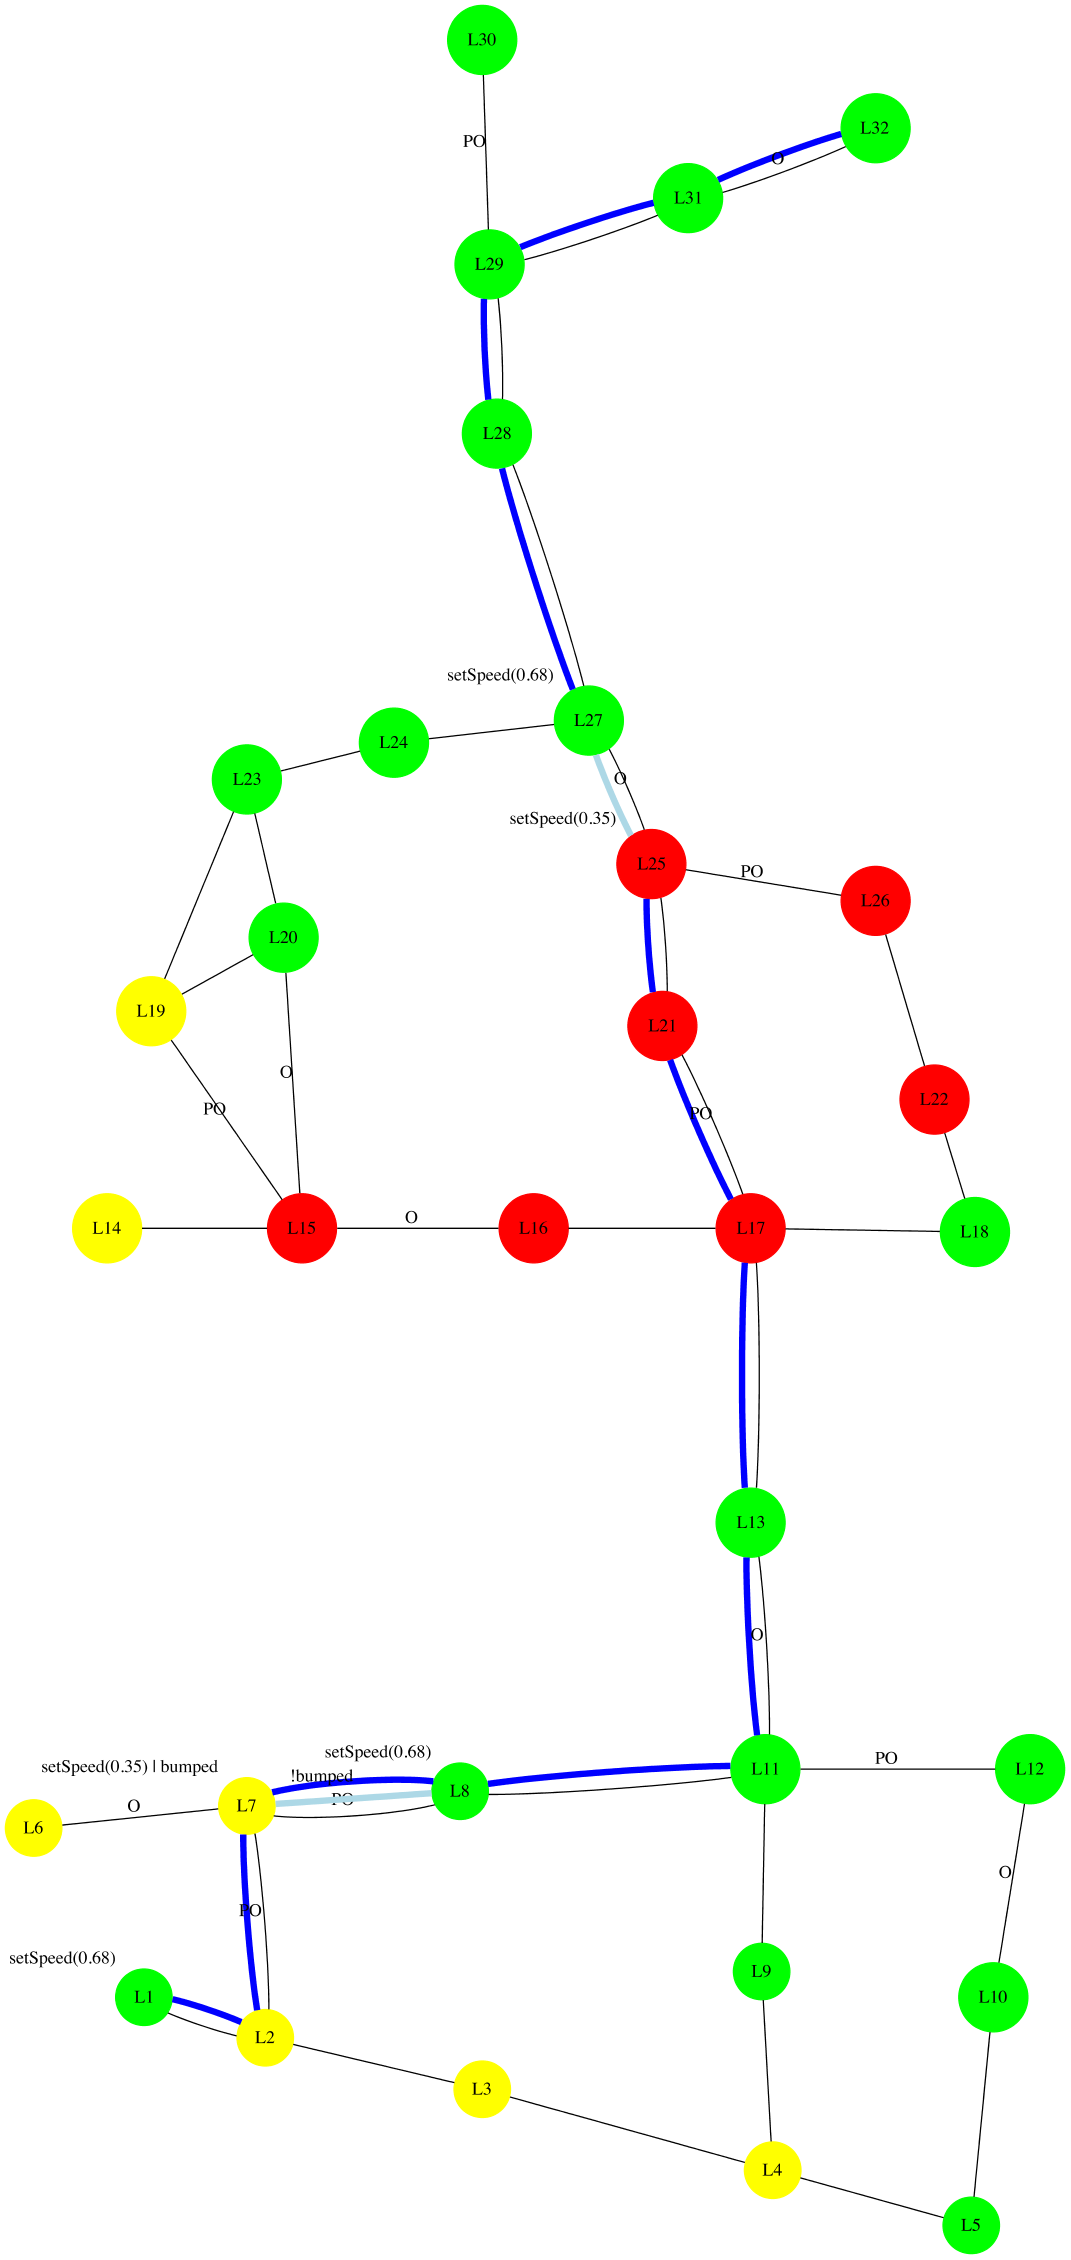 L30
L32
O
PO
L31
L29
L28
setSpeed(0.68)
L27
L24
L23
O
setSpeed(0.35)
L25
PO
L26
L20
L19
L21
O
L22
PO
PO
L14
L15
O
L16
L17
L18
L13
O
setSpeed(0.68)
PO
L11
L12
setSpeed(0.35) | bumped
!bumped
L8
PO
L7
O
L6
O
PO
setSpeed(0.68)
L9
L1
L10
L2
L3
L4
L5